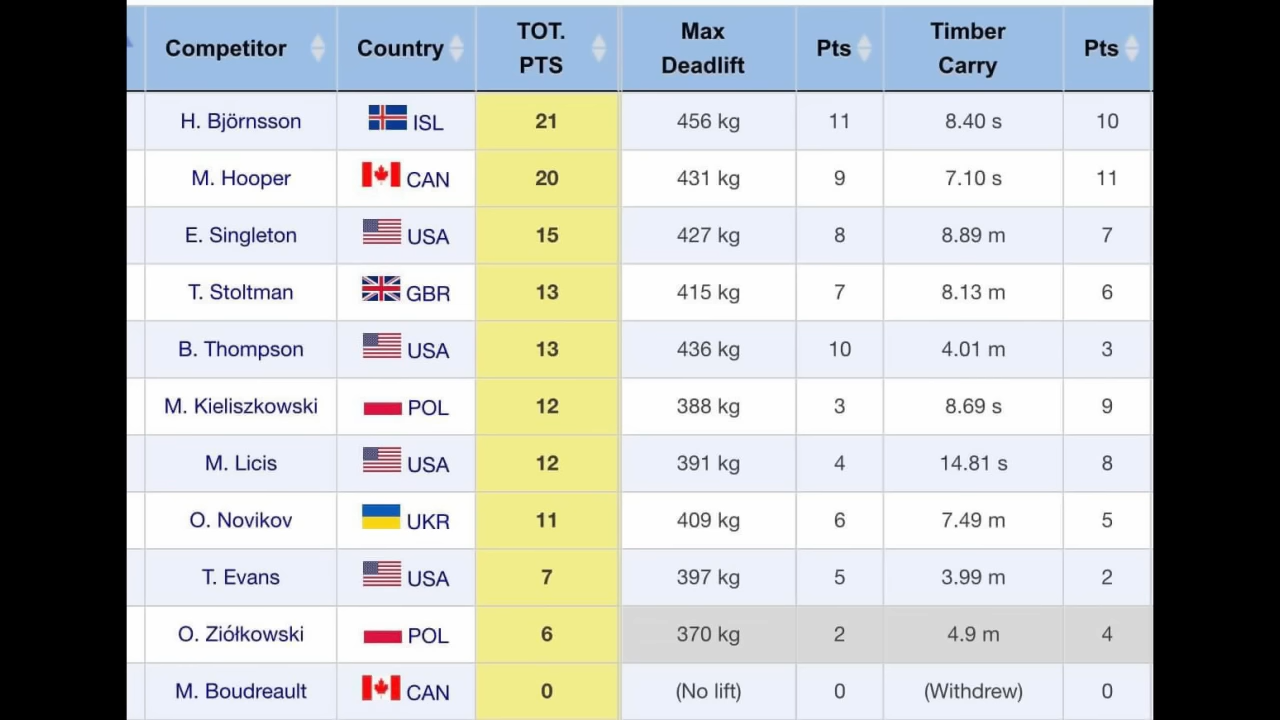 Competitor Country TOT. PTS Max Deadlift Pts Timber Carry Pts
H. Björnsson ISL 21 456 kg 11 8.40 s 10
M. Hooper CAN 20 431 kg 9 7.10 s 11
E. Singleton USA 15 427 kg 8 8.89 m 7
T. Stoltman GBR 13 415 kg 7 8.13 m 6
B. Thompson USA 13 436 kg 10 4.01 m 3
M. Kieliszkowski POL 12 388 kg 3 8.69 s 9
M. Licis USA 12 391 kg 4 14.81 s 8
O. Novikov UKR 11 409 kg 6 7.49 m 5
T. Evans USA 7 397 kg 5 3.99 m 2
O. Ziółkowski POL 6 370 kg 2 4.9 m 4
M. Boudreault CAN 0 (No lift) 0 (Withdrew) 0